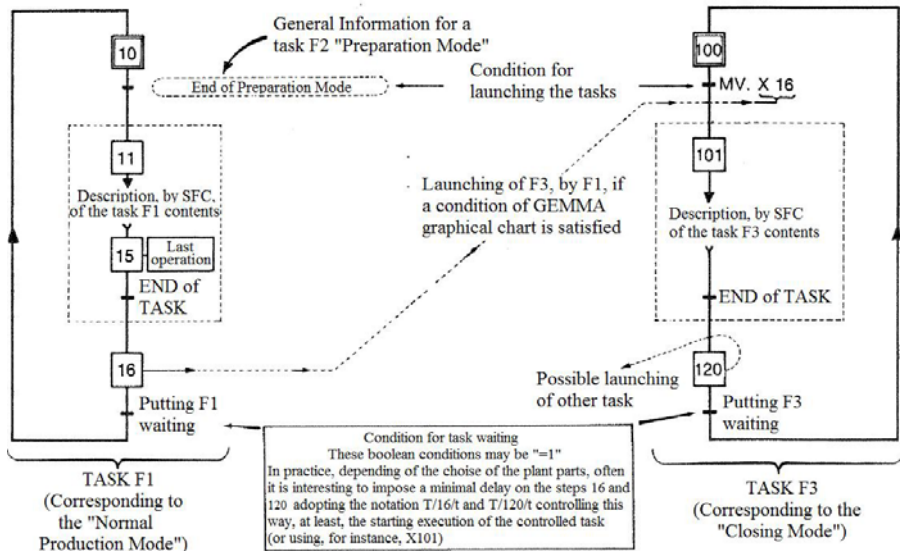 General Information for a
task F2 "Preparation Mode"
10
End of Preparation Mode
Condition for
launching the tasks
100
MV. X 16
11
Description, by SFC,
of the task F1 contents
15
Last
operation
END of
TASK
16
Putting F1
waiting
Launching of F3, by F1, if
a condition of GEMMA
graphical chart is satisfied
101
Description, by SFC
of the task F3 contents
END of TASK
120
Possible launching
of other task
Putting F3
waiting
Condition for task waiting
These boolean conditions may be "=1"
In practice, depending of the choise of the plant parts, often
it is interesting to impose a minimal delay on the steps 16 and
120 adopting the notation T/16/t and T/120/t controlling this
way, at least, the starting execution of the controlled task
(or using, for instance, X101)
TASK F1
(Corresponding to
the "Normal
Production Mode")
TASK F3
(Corresponding to the
"Closing Mode")